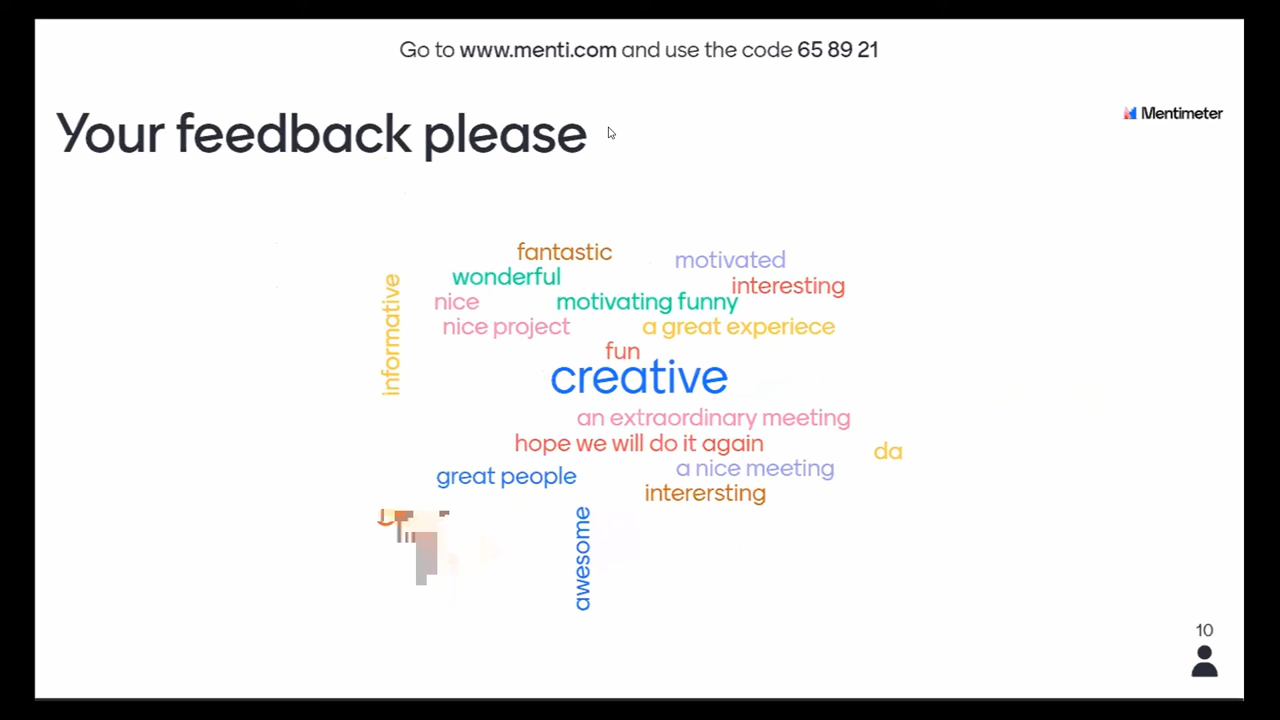 Go to www.menti.com and use the code 65 89 21
Your feedback please
Mentimeter
fantastic
motivated
wonderful
interesting
informative
nice
motivating funny
nice project
a great experiece
fun
creative
an extraordinary meeting
hope we will do it again
da
a nice meeting
great people
interersting
awesome
10